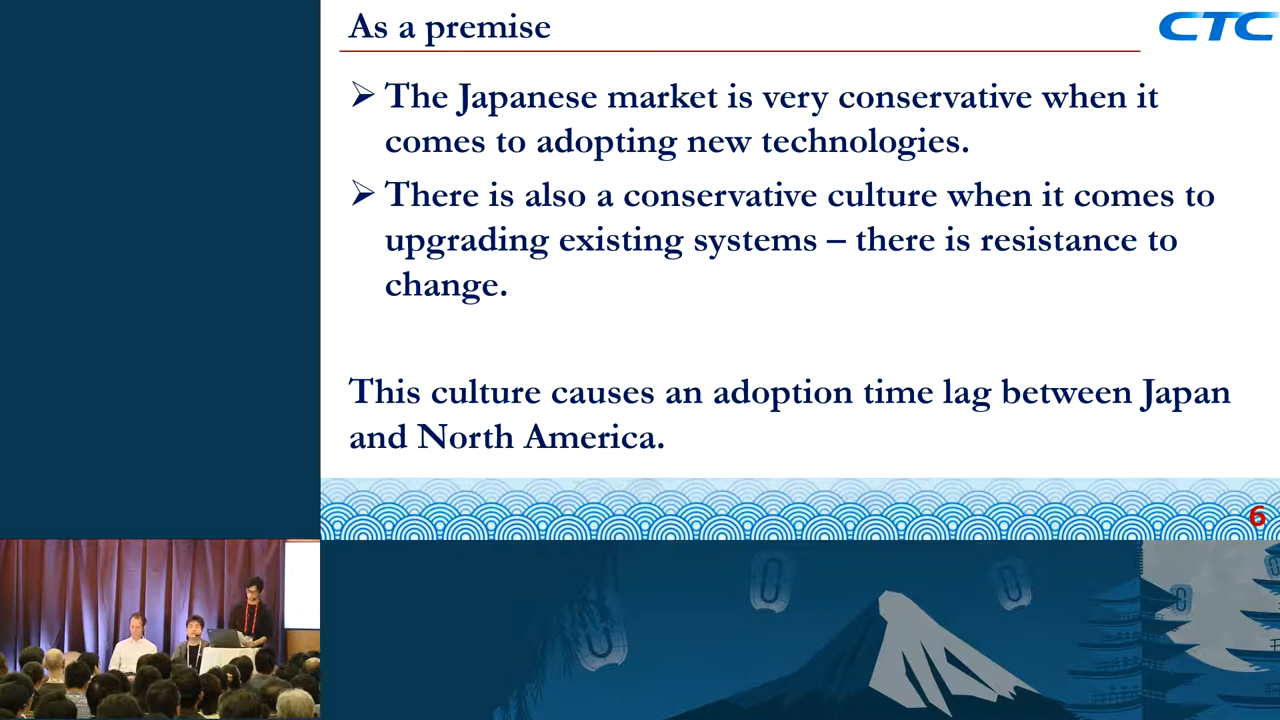 As a premise
CTC
➢ The Japanese market is very conservative when it
comes to adopting new technologies.
➢ There is also a conservative culture when it comes to
upgrading existing systems – there is resistance to
change.
This culture causes an adoption time lag between Japan
and North America.
6